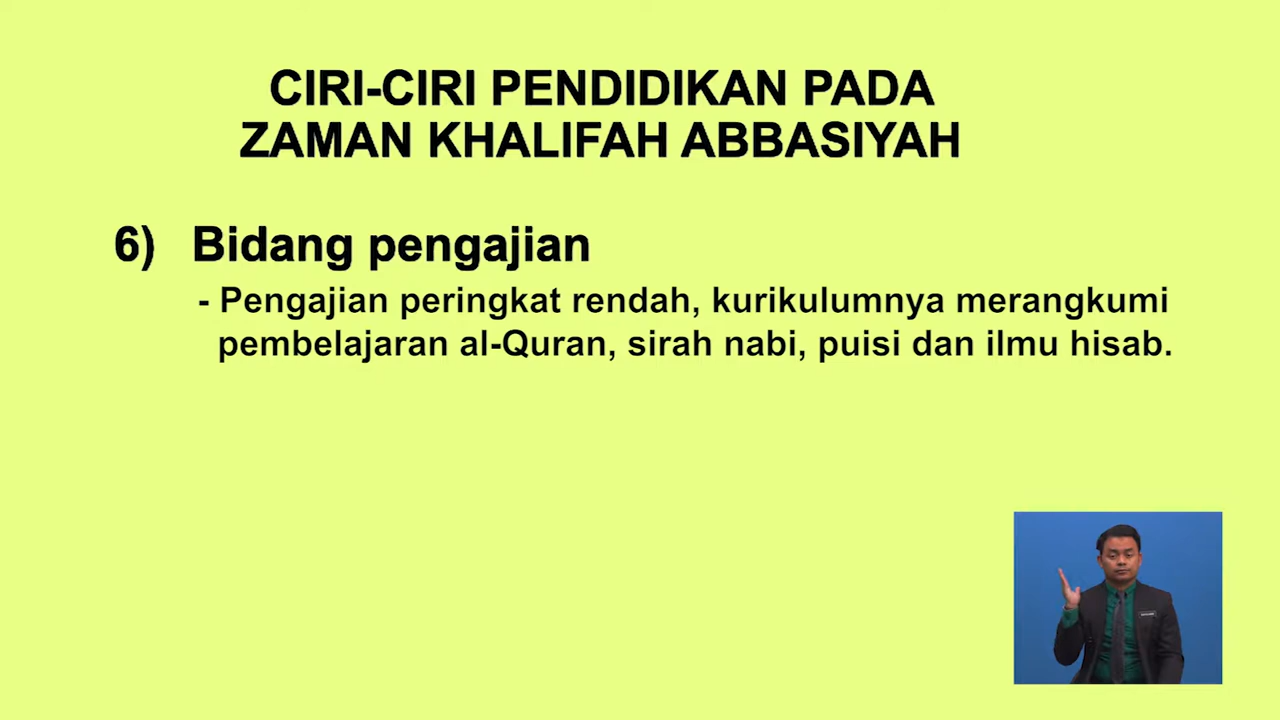 CIRI-CIRI PENDIDIKAN PADA
ZAMAN KHALIFAH ABBASIYAH
6) Bidang pengajian
- Pengajian peringkat rendah, kurikulumnya merangkumi
pembelajaran al-Quran, sirah nabi, puisi dan ilmu hisab.